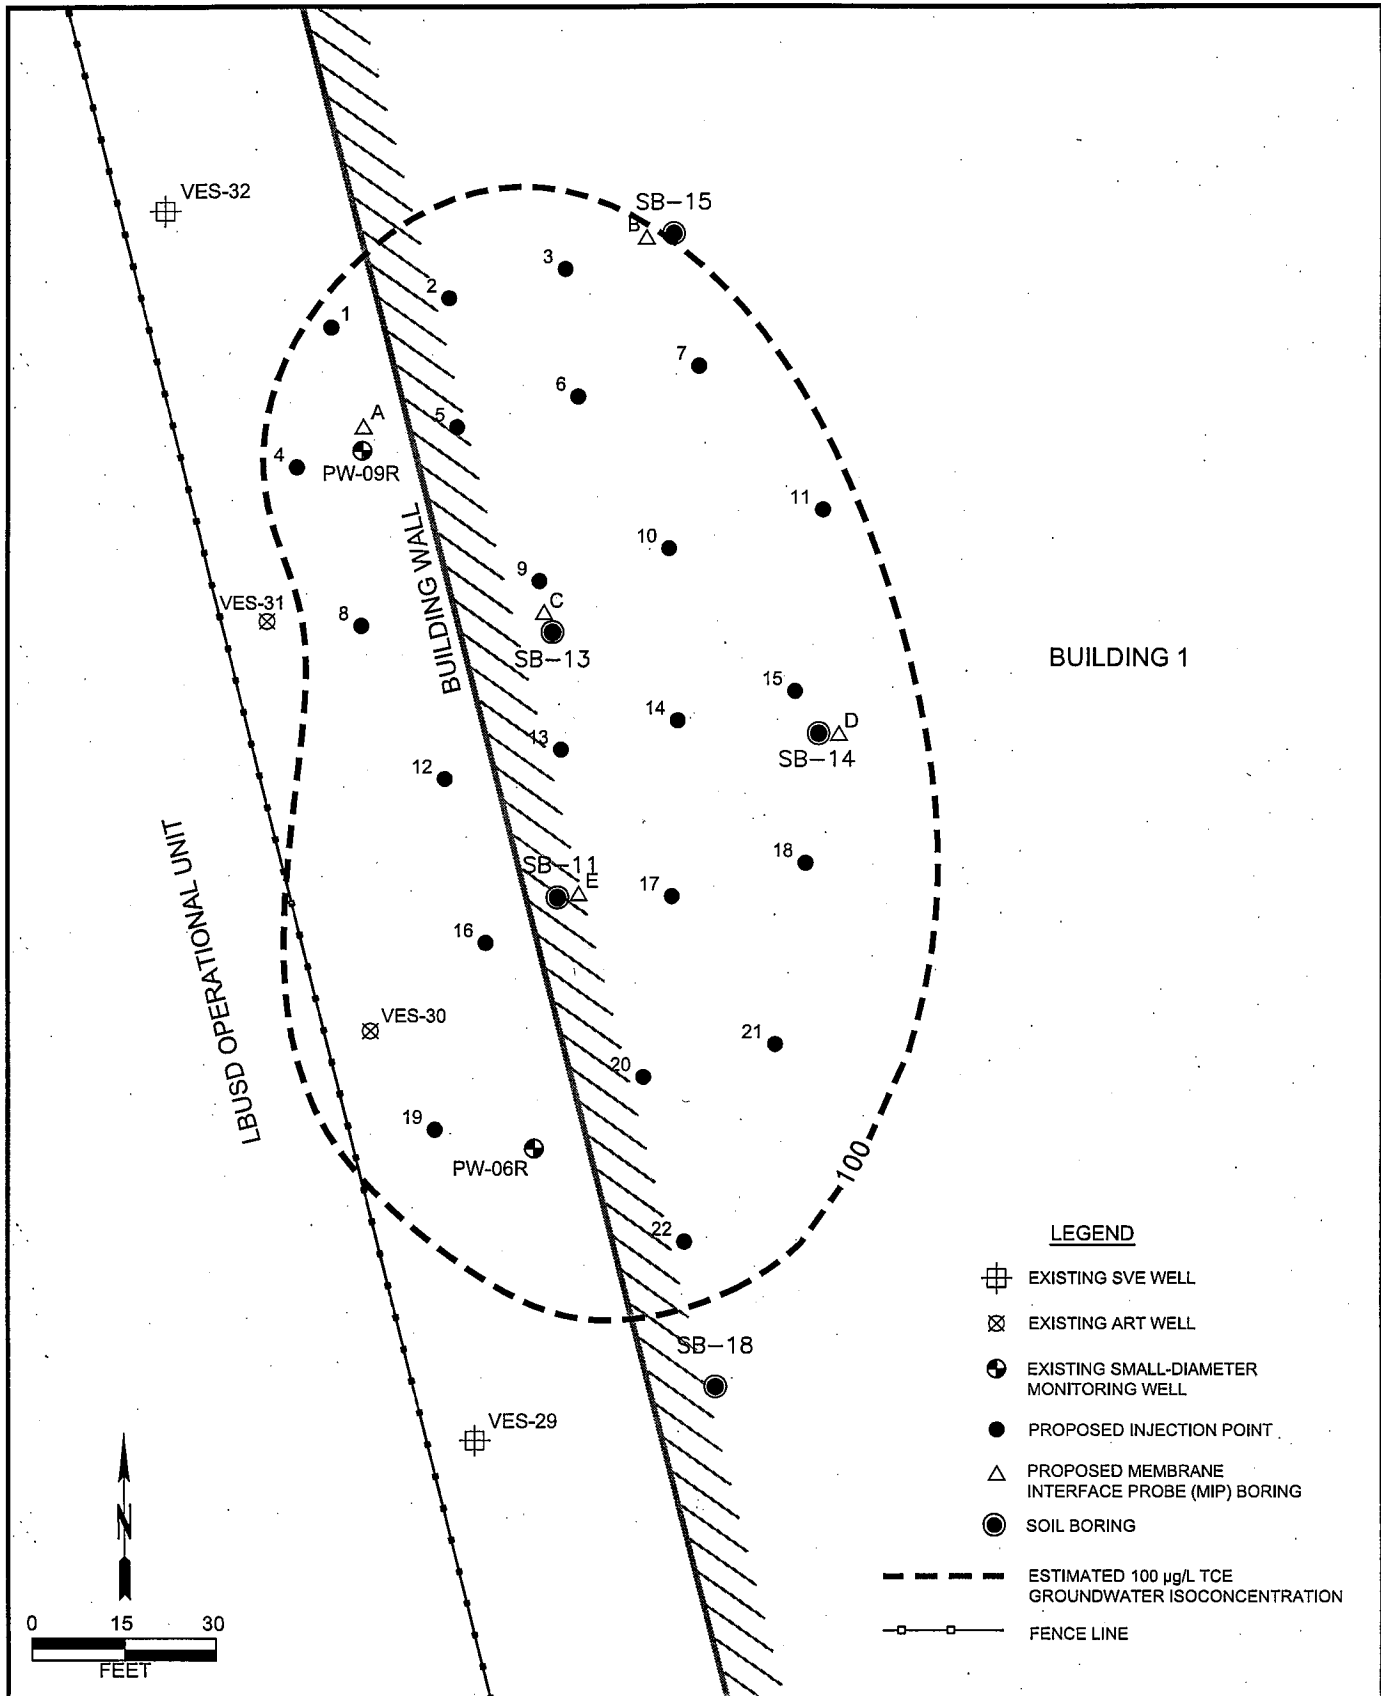 VES-32
SB-15
B
3
2
1
7
6
A
5
4
PW-09R
11
BUILDING WALL
10
9
C
VES-31
8
SB-13
BUILDING 1
15
14
D
13
SB-14
12
LBUSD OPERATIONAL UNIT
18
SB-11
E
17
16
VES-30
21
20
19
PW-06R
100
22
SB-18
VES-29
LEGEND
EXISTING SVE WELL
EXISTING ART WELL
EXISTING SMALL-DIAMETER
MONITORING WELL
PROPOSED INJECTION POINT
PROPOSED MEMBRANE
INTERFACE PROBE (MIP) BORING
SOIL BORING
ESTIMATED 100 µg/L TCE
GROUNDWATER ISOCONCENTRATION
FENCE LINE
N
0 15 30
FEET